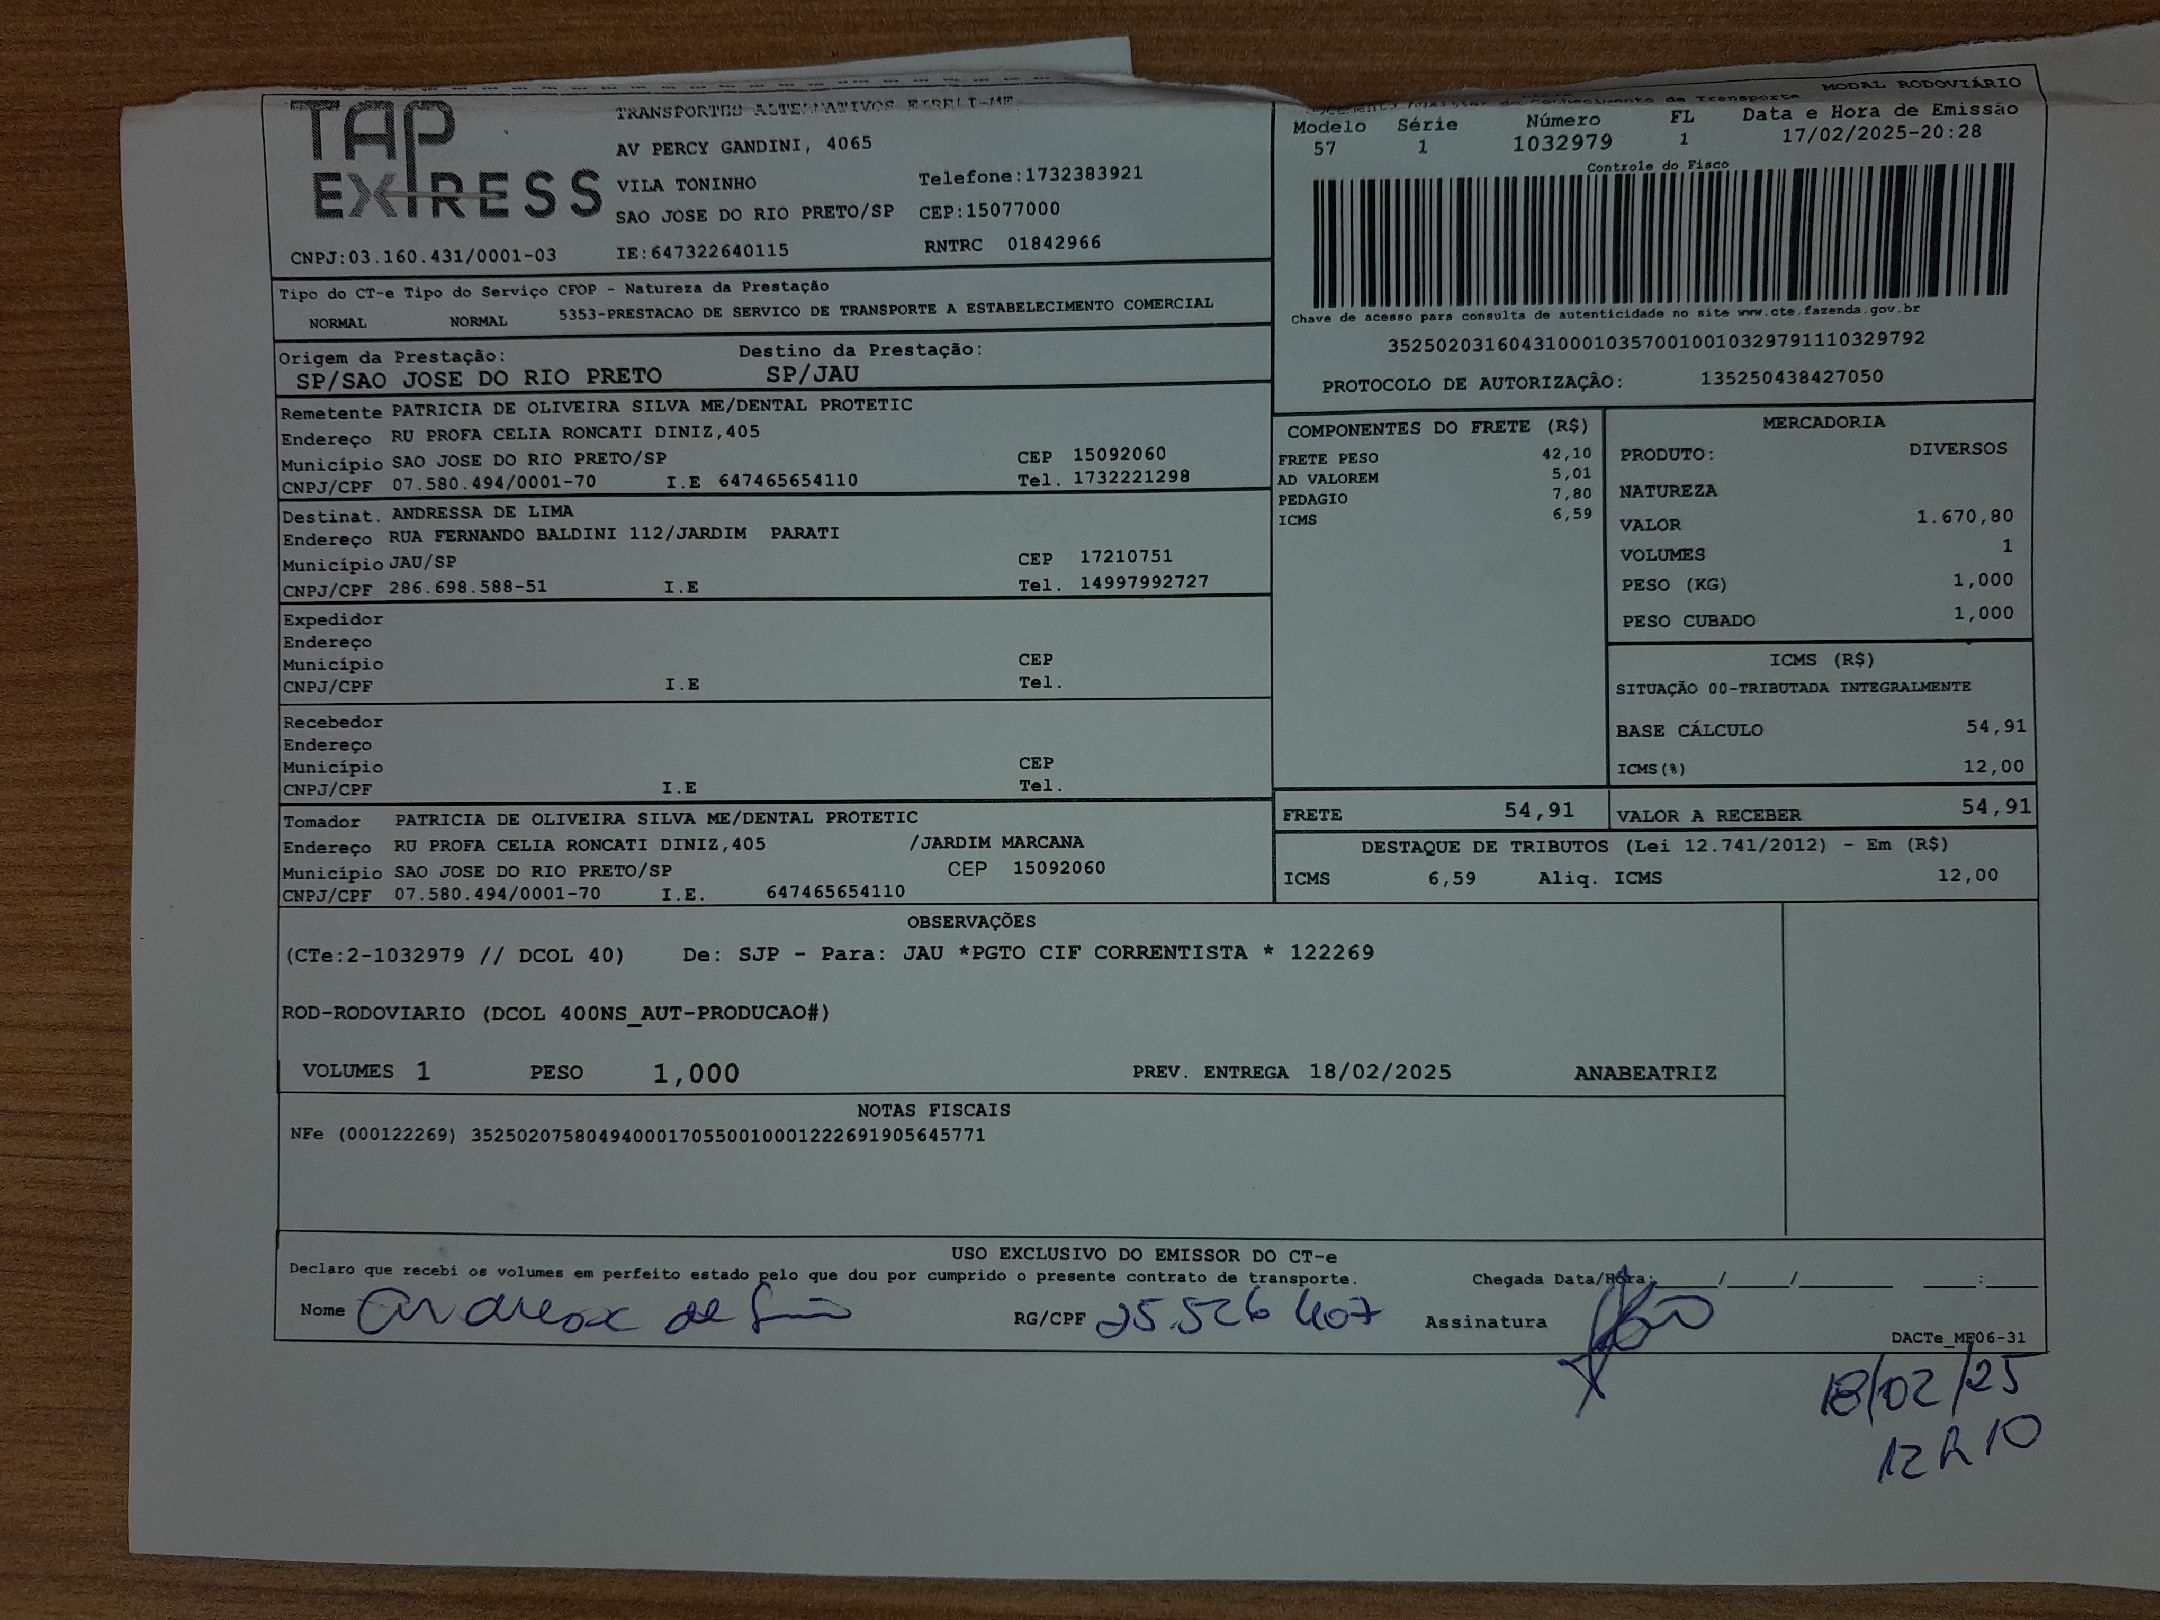 TAP
EXPRESS
CNPJ:03.160.431/0001-03
TRANSPORTES ALTERNATIVOS EIRELI-ME
AV PERCY GANDINI, 4065
VILA TONINHO Telefone:1732383921
SAO JOSE DO RIO PRETO/SP CEP:15077000
IE:647322640115 RNTRC 01842966
MODAL RODOVIÁRIO
Documento Auxiliar do Conhecimento de Transporte
Modelo Série Número FL Data e Hora de Emissão
57 1 1032979 1 17/02/2025-20:28
Controle do Fisco
Chave de acesso para consulta de autenticidade no site www.cte.fazenda.gov.br
35250203160431000103570010010329791110329792
PROTOCOLO DE AUTORIZAÇÂO: 135250438427050
Tipo do CT-e Tipo do Serviço CFOP - Natureza da Prestação
NORMAL NORMAL 5353-PRESTACAO DE SERVICO DE TRANSPORTE A ESTABELECIMENTO COMERCIAL
Origem da Prestação: Destino da Prestação:
SP/SAO JOSE DO RIO PRETO SP/JAU
Remetente PATRICIA DE OLIVEIRA SILVA ME/DENTAL PROTETIC
Endereço RU PROFA CELIA RONCATI DINIZ,405
Município SAO JOSE DO RIO PRETO/SP CEP 15092060
CNPJ/CPF 07.580.494/0001-70 I.E 647465654110 Tel. 1732221298
Destinat. ANDRESSA DE LIMA
Endereço RUA FERNANDO BALDINI 112/JARDIM PARATI
Município JAU/SP CEP 17210751
CNPJ/CPF 286.698.588-51 I.E Tel. 14997992727
Expedidor
Endereço
Município CEP
CNPJ/CPF I.E Tel.
Recebedor
Endereço
Município CEP
CNPJ/CPF I.E Tel.
Tomador PATRICIA DE OLIVEIRA SILVA ME/DENTAL PROTETIC
Endereço RU PROFA CELIA RONCATI DINIZ,405 /JARDIM MARCANA
Município SAO JOSE DO RIO PRETO/SP CEP 15092060
CNPJ/CPF 07.580.494/0001-70 I.E. 647465654110
COMPONENTES DO FRETE (R$)
FRETE PESO 42,10
AD VALOREM 5,01
PEDAGIO 7,80
ICMS 6,59
MERCADORIA
PRODUTO: DIVERSOS
NATUREZA
VALOR 1.670,80
VOLUMES 1
PESO (KG) 1,000
PESO CUBADO 1,000
ICMS (R$)
SITUAÇÃO 00-TRIBUTADA INTEGRALMENTE
BASE CÁLCULO 54,91
ICMS(%) 12,00
FRETE 54,91 VALOR A RECEBER 54,91
DESTAQUE DE TRIBUTOS (Lei 12.741/2012) - Em (R$)
ICMS 6,59 Aliq. ICMS 12,00
OBSERVAÇÕES
(CTe:2-1032979 // DCOL 40) De: SJP - Para: JAU *PGTO CIF CORRENTISTA * 122269
ROD-RODOVIARIO (DCOL 400NS_AUT-PRODUCAO#)
VOLUMES 1 PESO 1,000 PREV. ENTREGA 18/02/2025 ANABEATRIZ
NOTAS FISCAIS
NFe (000122269) 35250207580494000170550010001222691905645771
USO EXCLUSIVO DO EMISSOR DO CT-e
Declaro que recebi os volumes em perfeito estado pelo que dou por cumprido o presente contrato de transporte. Chegada Data/Hora: / / :
Nome Andressa de Lima RG/CPF 25.526 407 Assinatura
DACTe_MF06-31
18/02/25
12h10